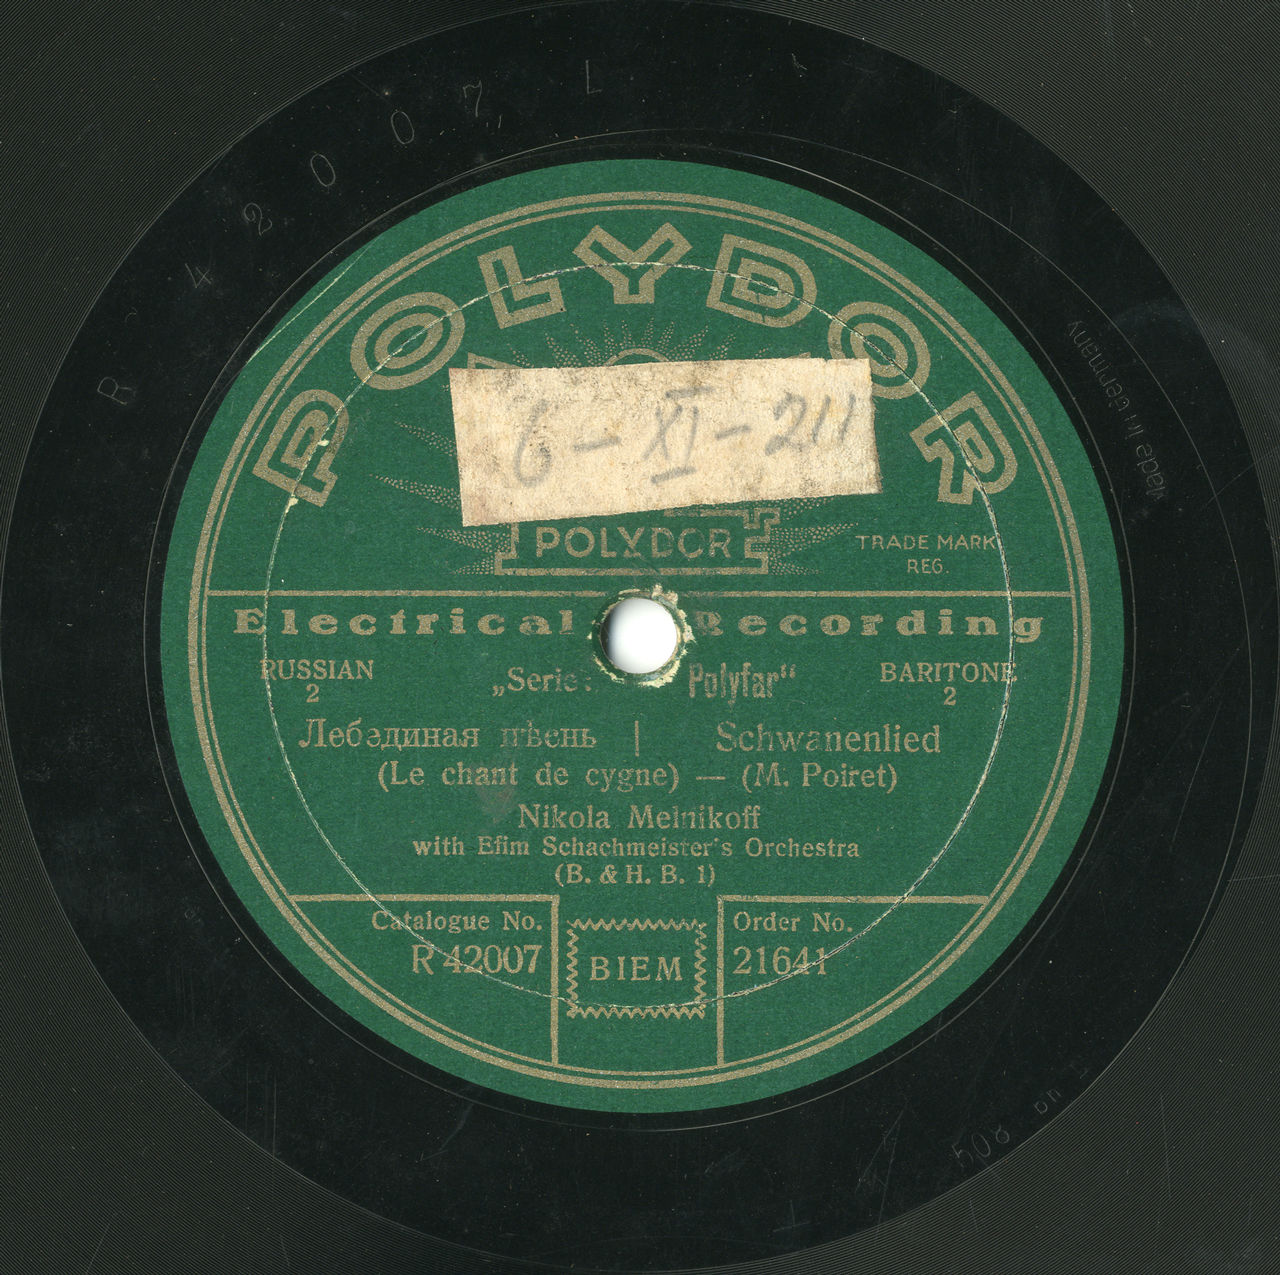 R 42007 L
POLYDOR
6-XI-211
POLYDOR
TRADE MARK
REG.
Made in Germany
Electrical Recording
RUSSIAN
2
„Serie: Polyfar“
BARITONE
2
Лебединая пѣснь | Schwanenlied
(Le chant de cygne) — (M. Poiret)
Nikola Melnikoff
with Efim Schachmeister's Orchestra
(B. & H. B. 1)
Catalogue No.
R 42007
BIEM
Order No.
21641